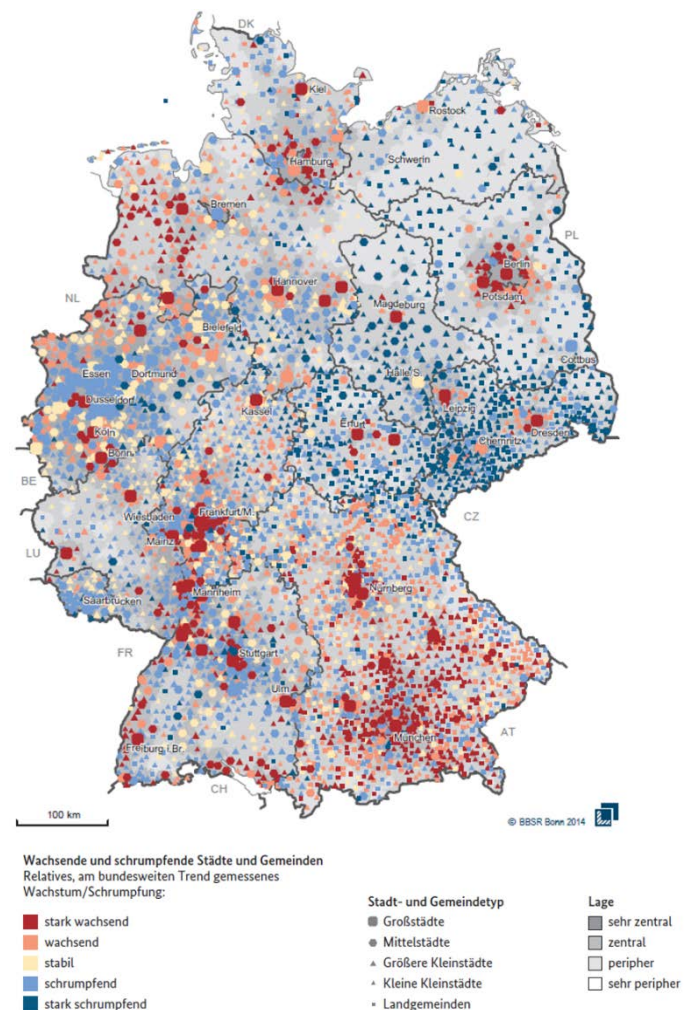 DK
Kiel
Rostock
Hamburg
Schwerin
Bremen
PL
Berlin
NL
Hannover
Potsdam
Magdeburg
Bielefeld
Cottbus
Essen
Dortmund
Halle S.
Düsseldorf
Leipzig
Kassel
Köln
Erfurt
Dresden
Chemnitz
Bonn
BE
Wiesbaden
Frankfurt/M.
CZ
Mainz
LU
Mannheim
Nürnberg
Saarbrücken
FR
Stuttgart
Ulm
AT
München
Freiburg i.Br.
CH
100 km
© BBSR Bonn 2014
Wachsende und schrumpfende Städte und Gemeinden
Relatives, am bundesweiten Trend gemessenes
Wachstum/Schrumpfung:
stark wachsend
wachsend
stabil
schrumpfend
stark schrumpfend
Stadt- und Gemeindetyp
Großstädte
Mittelstädte
Größere Kleinstädte
Kleine Kleinstädte
Landgemeinden
Lage
sehr zentral
zentral
peripher
sehr peripher